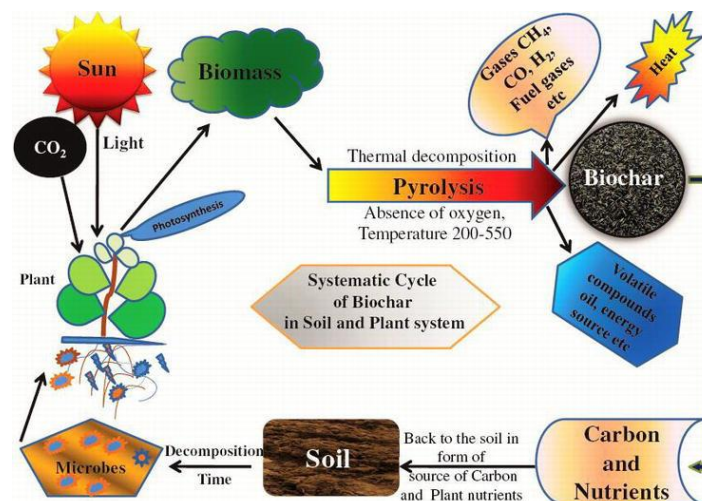 Sun
CO2
Light
Biomass
Gases CH4,
CO, H2,
Fuel gases
etc
Heat
Thermal decomposition
Pyrolysis
Absence of oxygen,
Temperature 200-550
Biochar
Photosynthesis
Plant
Systematic Cycle
of Biochar
in Soil and Plant system
Volatile
compounds
oil, energy
source etc
Microbes
Decomposition
Time
Soil
Back to the soil in
form of
source of Carbon
and Plant nutrients
Carbon
and
Nutrients